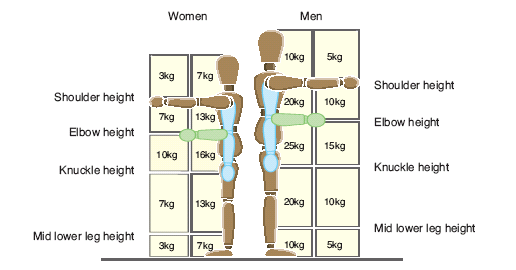 Women Men
3kg 7kg 10kg 5kg
Shoulder height Shoulder height
7kg 13kg 20kg 10kg
Elbow height Elbow height
10kg 16kg 25kg 15kg
Knuckle height Knuckle height
7kg 13kg 20kg 10kg
Mid lower leg height Mid lower leg height
3kg 7kg 10kg 5kg